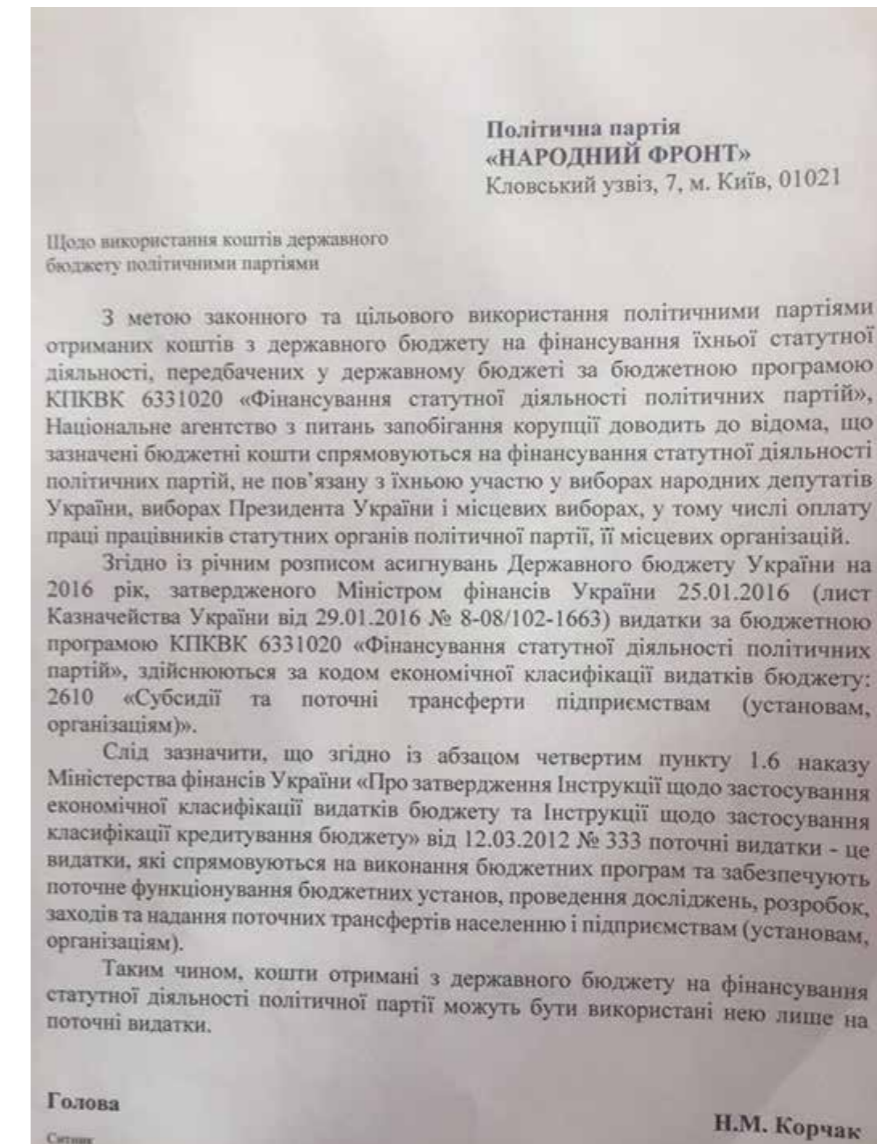 Політична партія
«НАРОДНИЙ ФРОНТ»
Кловський узвіз, 7, м. Київ, 01021
Щодо використання коштів державного
бюджету політичними партіями
З метою законного та цільового використання політичними партіями
отриманих коштів з державного бюджету на фінансування їхньої статутної
діяльності, передбачених у державному бюджеті за бюджетною програмою
КПКВК 6331020 «Фінансування статутної діяльності політичних партій»,
Національне агентство з питань запобігання корупції доводить до відома, що
зазначені бюджетні кошти спрямовуються на фінансування статутної діяльності
політичних партій, не пов’язану з їхньою участю у виборах народних депутатів
України, виборах Президента України і місцевих виборах, у тому числі оплату
праці працівників статутних органів політичної партії, її місцевих організацій.
Згідно із річним розписом асигнувань Державного бюджету України на
2016 рік, затвердженого Міністром фінансів України 25.01.2016 (лист
Казначейства України від 29.01.2016 № 8-08/102-1663) видатки за бюджетною
програмою КПКВК 6331020 «Фінансування статутної діяльності політичних
партій», здійснюються за кодом економічної класифікації видатків бюджету:
2610 «Субсидії та поточні трансферти підприємствам (установам,
організаціям)».
Слід зазначити, що згідно із абзацом четвертим пункту 1.6 наказу
Міністерства фінансів України «Про затвердження Інструкції щодо застосування
економічної класифікації видатків бюджету та Інструкції щодо застосування
класифікації кредитування бюджету» від 12.03.2012 № 333 поточні видатки - це
видатки, які спрямовуються на виконання бюджетних програм та забезпечують
поточне функціонування бюджетних установ, проведення досліджень, розробок,
заходів та надання поточних трансфертів населенню і підприємствам (установам,
організаціям).
Таким чином, кошти отримані з державного бюджету на фінансування
статутної діяльності політичної партії можуть бути використані нею лише на
поточні видатки.
Голова
Н.М. Корчак
Ситник